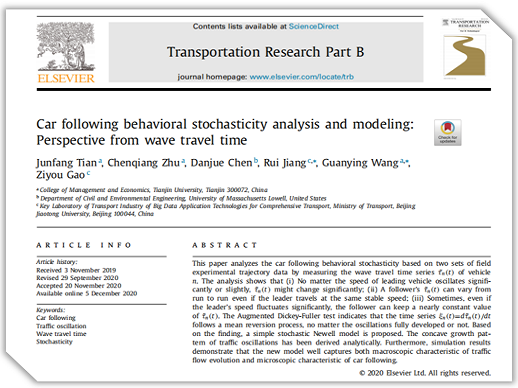 Contents lists available at ScienceDirect
TRANSPORTATION
RESEARCH
Transportation Research Part B
ELSEVIER
journal homepage: www.elsevier.com/locate/trb
Car following behavioral stochasticity analysis and modeling:
Perspective from wave travel time
Check for
updates
Junfang Tian a, Chenqiang Zhu a, Danjue Chen b, Rui Jiang c,*, Guanying Wang a,*,
Ziyou Gao c
a College of Management and Economics, Tianjin University, Tianjin 300072, China
b Department of Civil and Environmental Engineering, University of Massachusetts Lowell, United States
c Key Laboratory of Transport Industry of Big Data Application Technologies for Comprehensive Transport, Ministry of Transport, Beijing
Jiaotong University, Beijing 100044, China
ARTICLE INFO
Article history:
Received 3 November 2019
Revised 29 September 2020
Accepted 20 November 2020
Available online 5 December 2020
Keywords:
Car following
Traffic oscillation
Wave travel time
Stochasticity
ABSTRACT
This paper analyzes the car following behavioral stochasticity based on two sets of field
experimental trajectory data by measuring the wave travel time series τ̃n(t) of vehicle
n. The analysis shows that (i) No matter the speed of leading vehicle oscillates signifi-
cantly or slightly, τ̃n(t) might change significantly; (ii) A follower's τ̃n(t) can vary from
run to run even if the leader travels at the same stable speed; (iii) Sometimes, even if
the leader's speed fluctuates significantly, the follower can keep a nearly constant value
of τ̃n(t). The Augmented Dickey-Fuller test indicates that the time series ξn(t)=dτ̃n(t)/dt
follows a mean reversion process, no matter the oscillations fully developed or not. Based
on the finding, a simple stochastic Newell model is proposed. The concave growth pat-
tern of traffic oscillations has been derived analytically. Furthermore, simulation results
demonstrate that the new model well captures both macroscopic characteristic of traffic
flow evolution and microscopic characteristic of car following.
© 2020 Elsevier Ltd. All rights reserved.